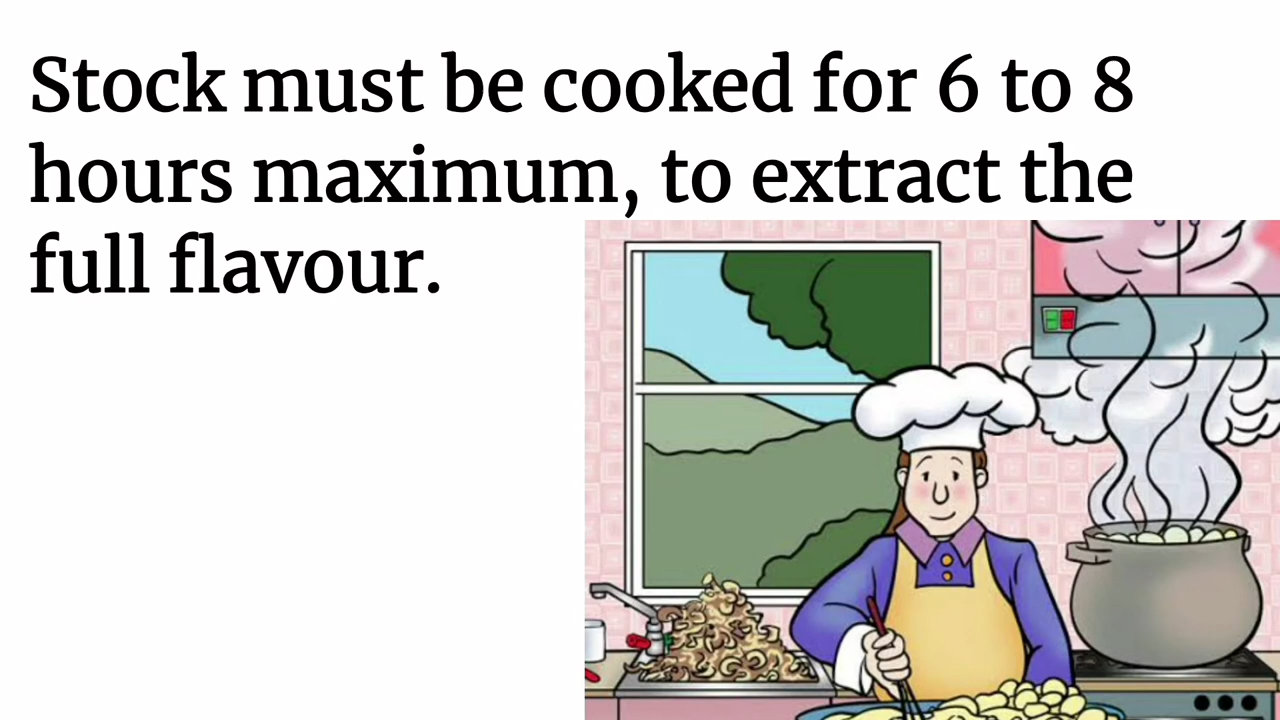 Stock must be cooked for 6 to 8
hours maximum, to extract the
full flavour.